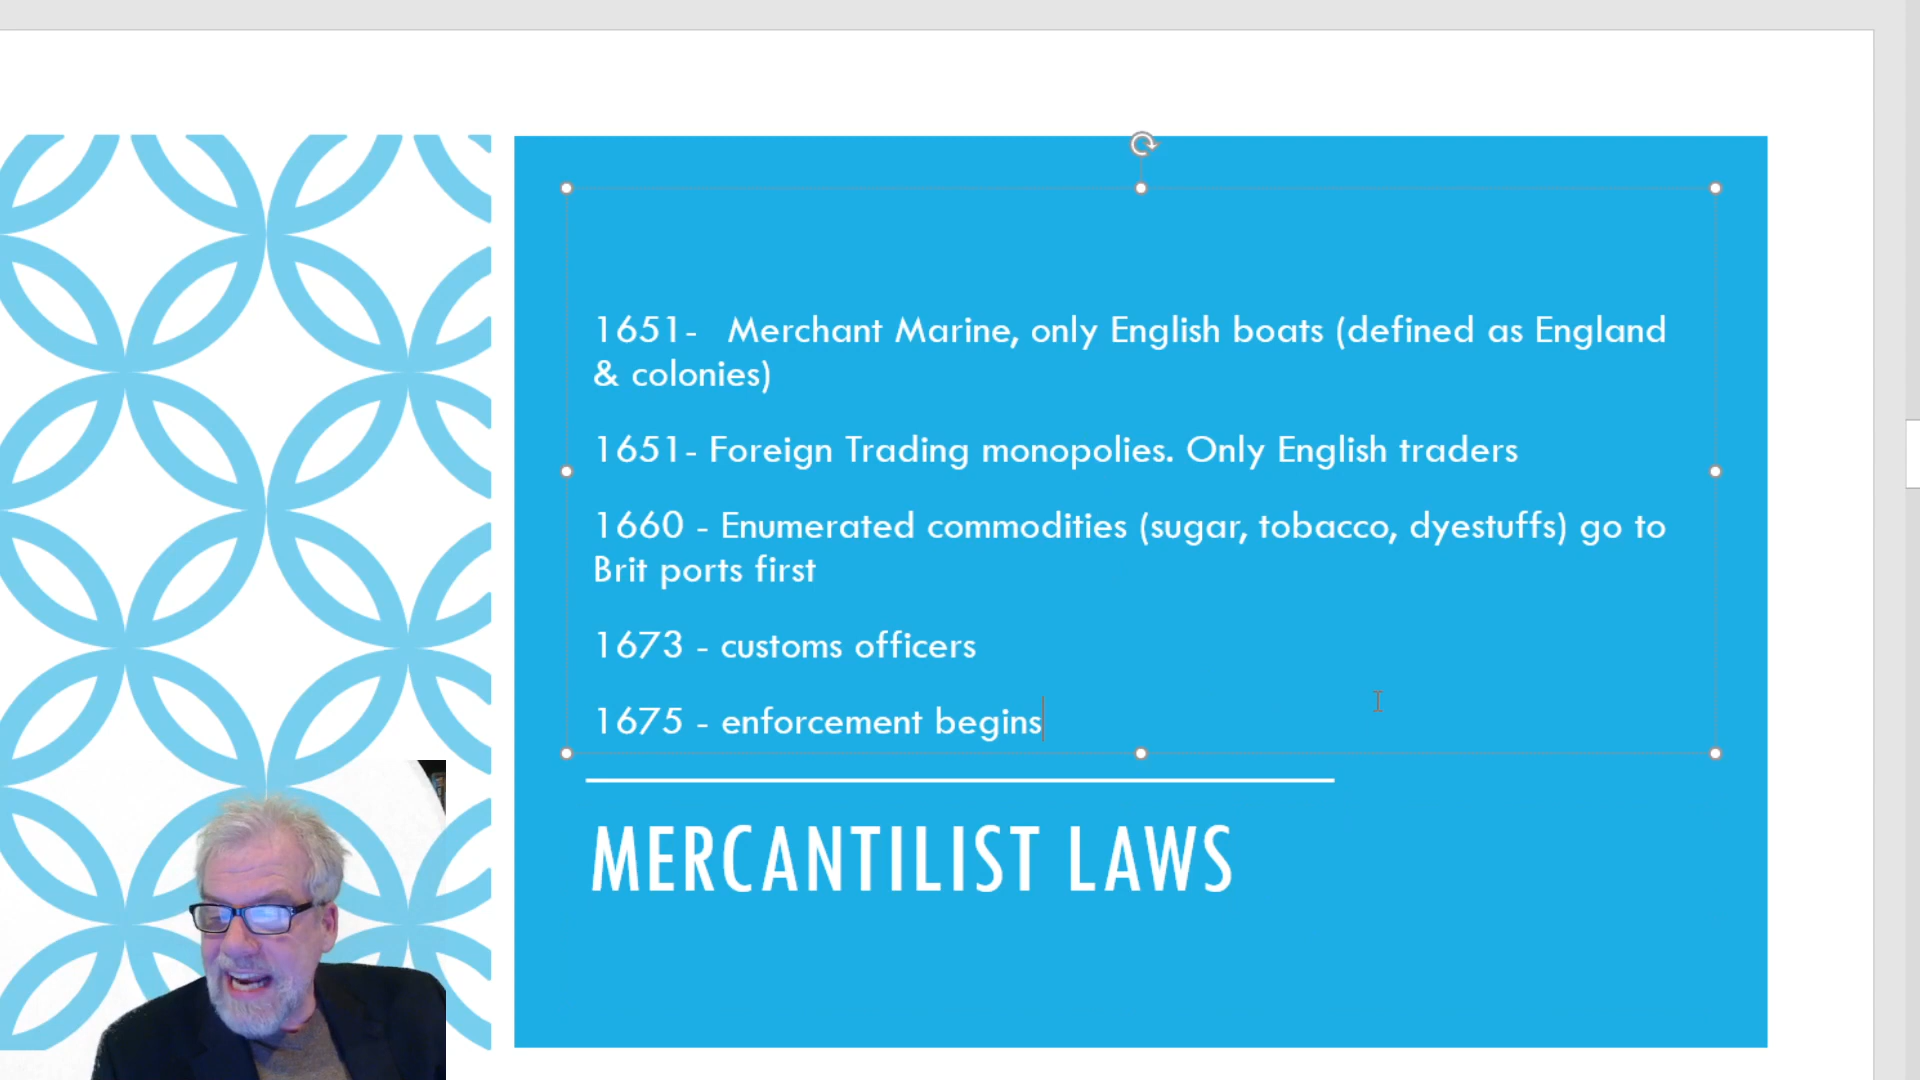 1651-   Merchant Marine, only English boats (defined as England
& colonies)
1651- Foreign Trading monopolies. Only English traders
1660 - Enumerated commodities (sugar, tobacco, dyestuffs) go to
Brit ports first
1673 - customs officers
1675 - enforcement begins
MERCANTILIST LAWS